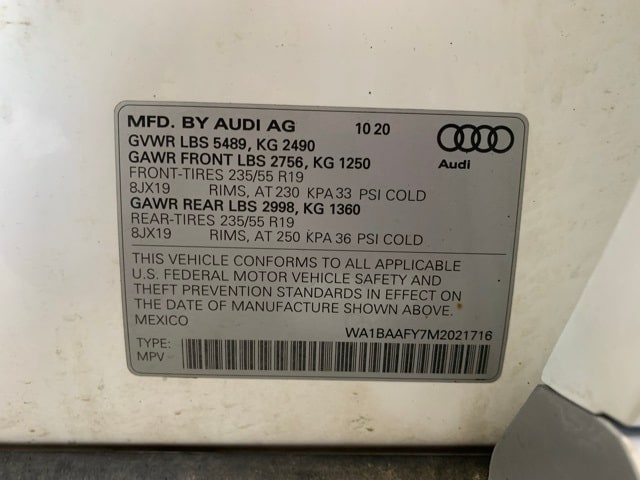 MFD. BY AUDI AG 10 20
GVWR LBS 5489, KG 2490
GAWR FRONT LBS 2756, KG 1250
FRONT-TIRES 235/55 R19
8JX19 RIMS, AT 230 KPA 33 PSI COLD
GAWR REAR LBS 2998, KG 1360
REAR-TIRES 235/55 R19
8JX19 RIMS, AT 250 KPA 36 PSI COLD
Audi
THIS VEHICLE CONFORMS TO ALL APPLICABLE
U.S. FEDERAL MOTOR VEHICLE SAFETY AND
THEFT PREVENTION STANDARDS IN EFFECT ON
THE DATE OF MANUFACTURE SHOWN ABOVE.
MEXICO
WA1BAAFY7M2021716
TYPE:
MPV